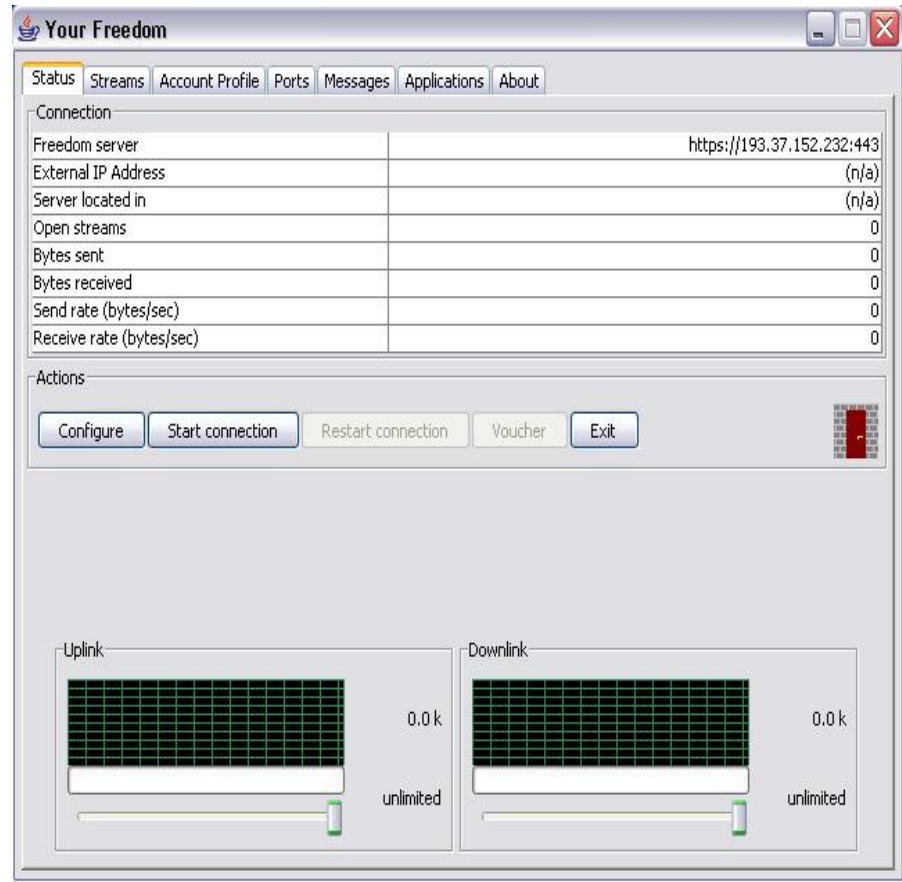 Your Freedom
Status Streams Account Profile Ports Messages Applications About
Connection
Freedom server https://193.37.152.232:443
External IP Address (n/a)
Server located in (n/a)
Open streams 0
Bytes sent 0
Bytes received 0
Send rate (bytes/sec) 0
Receive rate (bytes/sec) 0
Actions
Configure Start connection Restart connection Voucher Exit
Uplink Downlink
0.0 k 0.0 k
unlimited unlimited